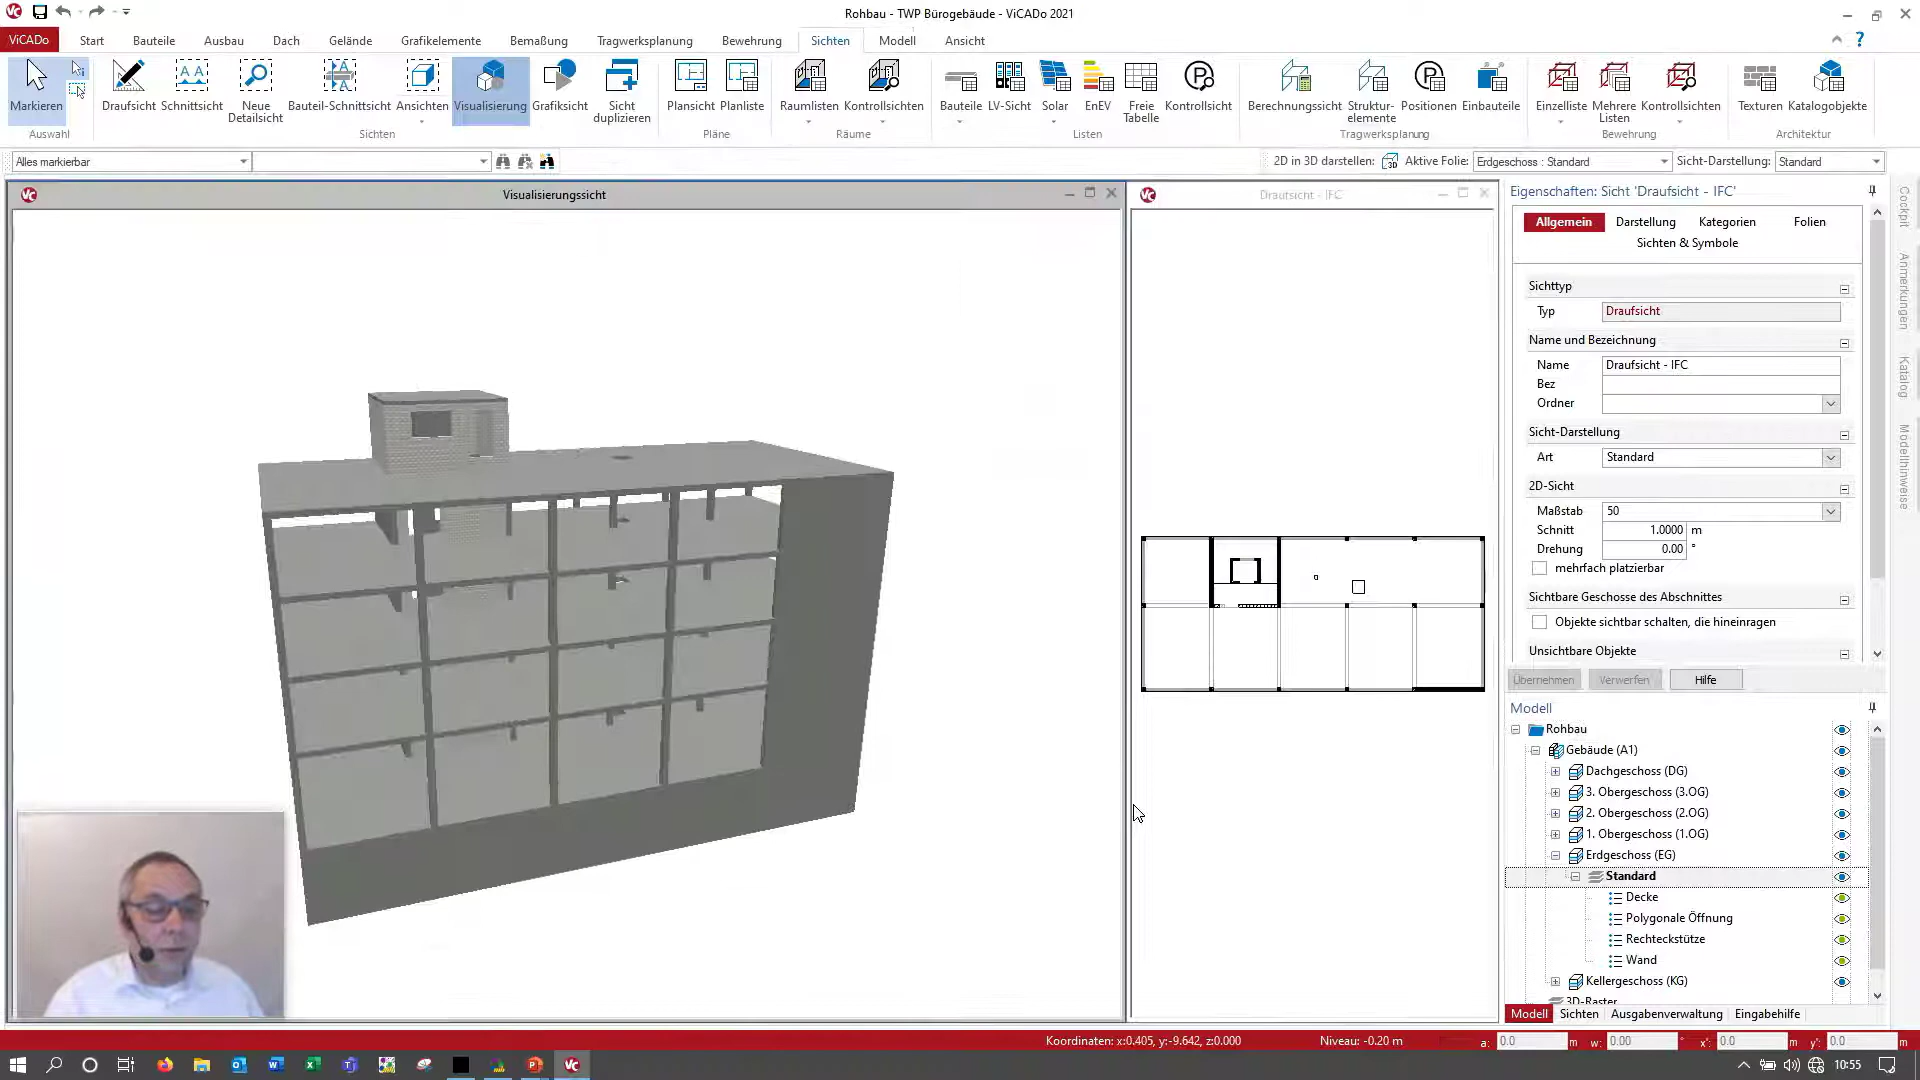 Rohbau - TWP Bürogebäude - ViCADo 2021
ViCADo Start Bauteile Ausbau Dach Gelände Grafikelemente Bemaßung Tragwerksplanung Bewehrung Sichten Modell Ansicht
Markieren
Draufsicht
Schnittsicht
Neue Detailsicht
Bauteil-Schnittsicht
Ansichten
Visualisierung
Grafiksicht
Sicht duplizieren
Plansicht
Planliste
Raumlisten
Kontrollsichten
Bauteile
LV-Sicht
Solar
EnEV
Freie Tabelle
Kontrollsicht
Berechnungssicht
Struktur-elemente
Positionen
Einbauteile
Einzelliste
Mehrere Listen
Kontrollsichten
Texturen
Katalogobjekte
Auswahl Sichten Pläne Räume Listen Tragwerksplanung Bewehrung Architektur
Alles markierbar
2D in 3D darstellen: Aktive Folie: Erdgeschoss : Standard Sicht-Darstellung: Standard
Visualisierungssicht
Draufsicht - IFC
Eigenschaften: Sicht 'Draufsicht - IFC'
Allgemein Darstellung Kategorien Folien
Sichten & Symbole
Sichttyp
Typ Draufsicht
Name und Bezeichnung
Name Draufsicht - IFC
Bez
Ordner
Sicht-Darstellung
Art Standard
2D-Sicht
Maßstab 50
Schnitt 1.0000 m
Drehung 0.00 °
mehrfach platzierbar
Sichtbare Geschosse des Abschnittes
Objekte sichtbar schalten, die hineinragen
Unsichtbare Objekte
Übernehmen Verwerfen Hilfe
Cockpit
Anmerkungen
Katalog
Modellhinweise
Modell
Rohbau
Gebäude (A1)
Dachgeschoss (DG)
3. Obergeschoss (3.OG)
2. Obergeschoss (2.OG)
1. Obergeschoss (1.OG)
Erdgeschoss (EG)
Standard
Decke
Polygonale Öffnung
Rechteckstütze
Wand
Kellergeschoss (KG)
3D-Raster
Modell Sichten Ausgabenverwaltung Eingabehilfe
Koordinaten: x:0.405, y:-9.642, z:0.000 Niveau: -0.20 m a: 0.0 m w: 0.00 ° x': 0.0 m y': 0.0 m
10:55